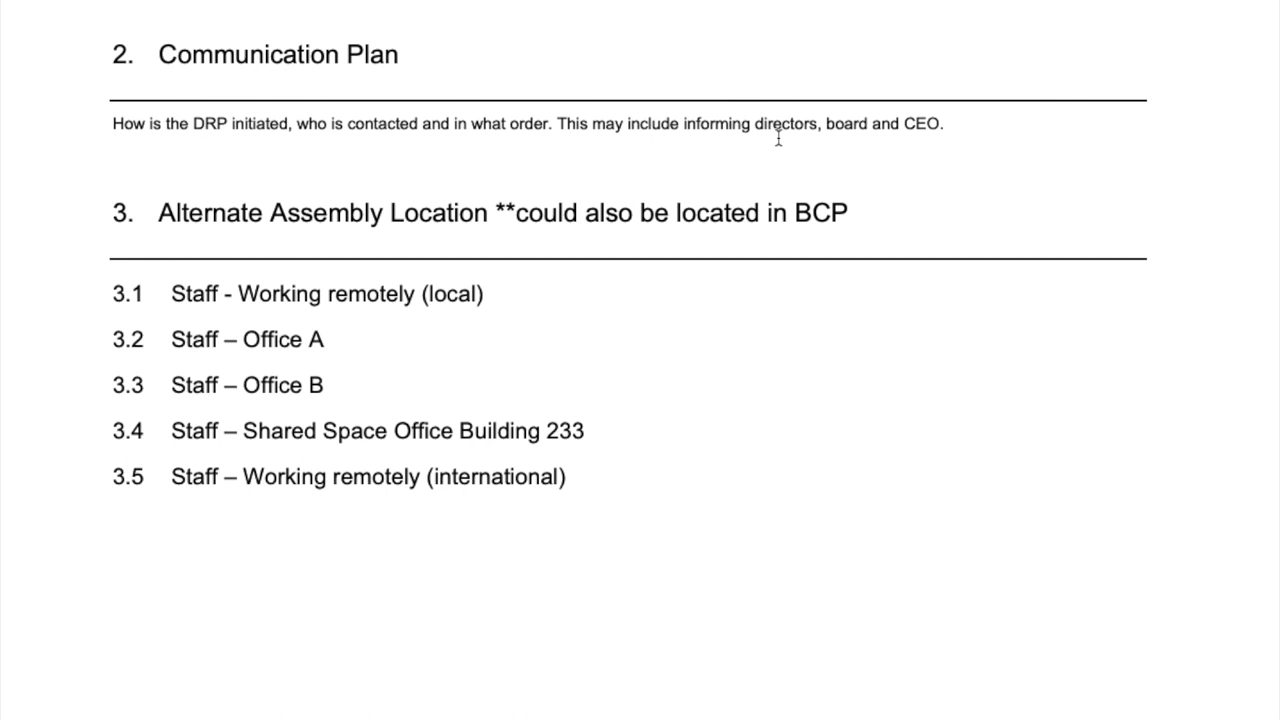 2. Communication Plan
How is the DRP initiated, who is contacted and in what order. This may include informing directors, board and CEO.
3. Alternate Assembly Location **could also be located in BCP
3.1 Staff - Working remotely (local)
3.2 Staff – Office A
3.3 Staff – Office B
3.4 Staff – Shared Space Office Building 233
3.5 Staff – Working remotely (international)